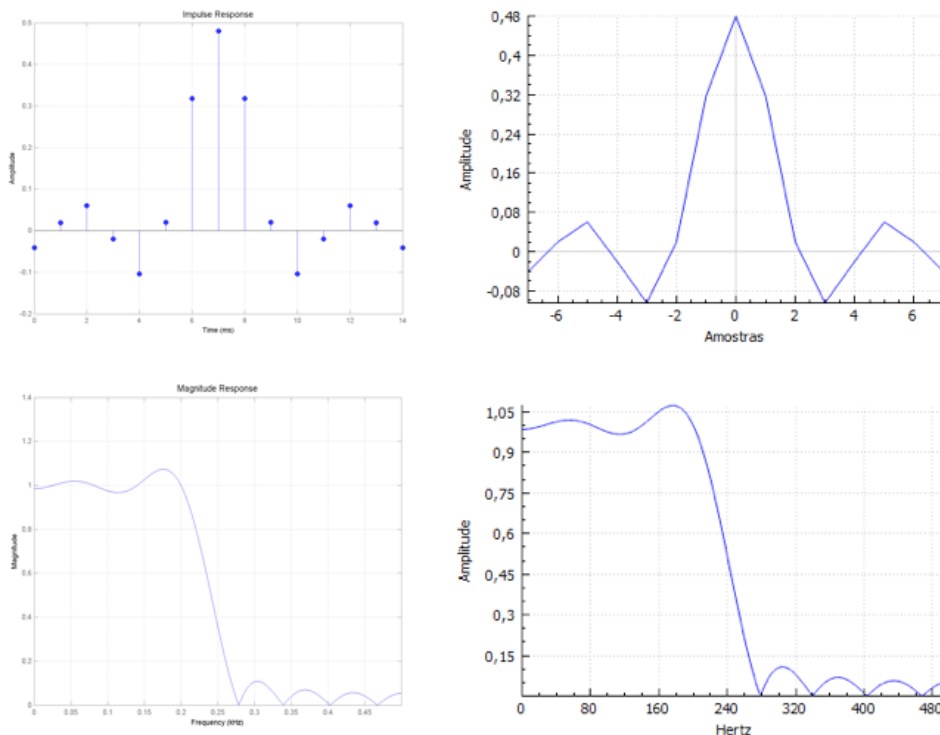 Impulse Response
0.5
0.4
0.3
0.2
0.1
0
-0.1
-0.2
Amplitude
0 2 4 6 8 10 12 14
Time (ms)
0,48
0,4
0,32
0,24
0,16
0,08
0
-0,08
Amplitude
-6 -4 -2 0 2 4 6
Amostras
Magnitude Response
1.4
1.2
1
0.8
0.6
0.4
0.2
0
Magnitude
0 0.05 0.1 0.15 0.2 0.25 0.3 0.35 0.4 0.45
Frequency (kHz)
1,05
0,9
0,75
0,6
0,45
0,3
0,15
Amplitude
0 80 160 240 320 400 480
Hertz